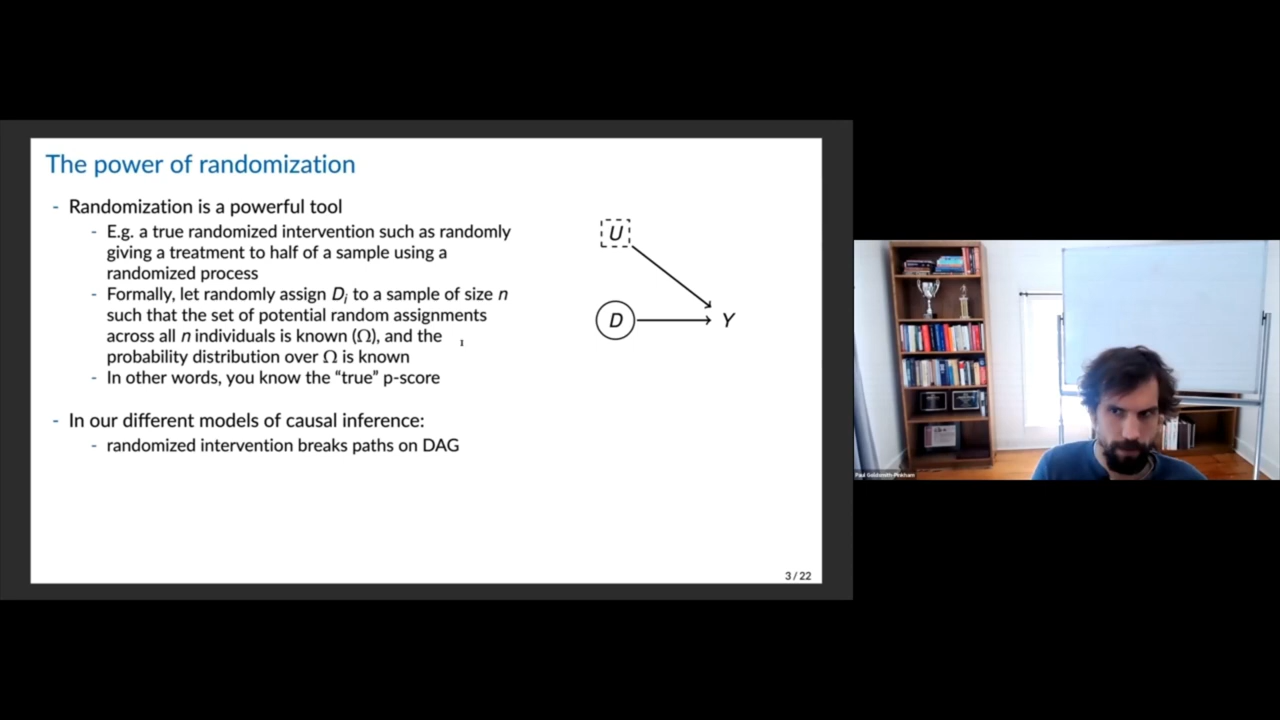 The power of randomization
- Randomization is a powerful tool
- E.g. a true randomized intervention such as randomly
giving a treatment to half of a sample using a
randomized process
- Formally, let randomly assign Di to a sample of size n
such that the set of potential random assignments
across all n individuals is known (Ω), and the
probability distribution over Ω is known
- In other words, you know the “true” p-score
- In our different models of causal inference:
- randomized intervention breaks paths on DAG
U
D
Y
3 / 22
Paul Goldsmith-Pinkham